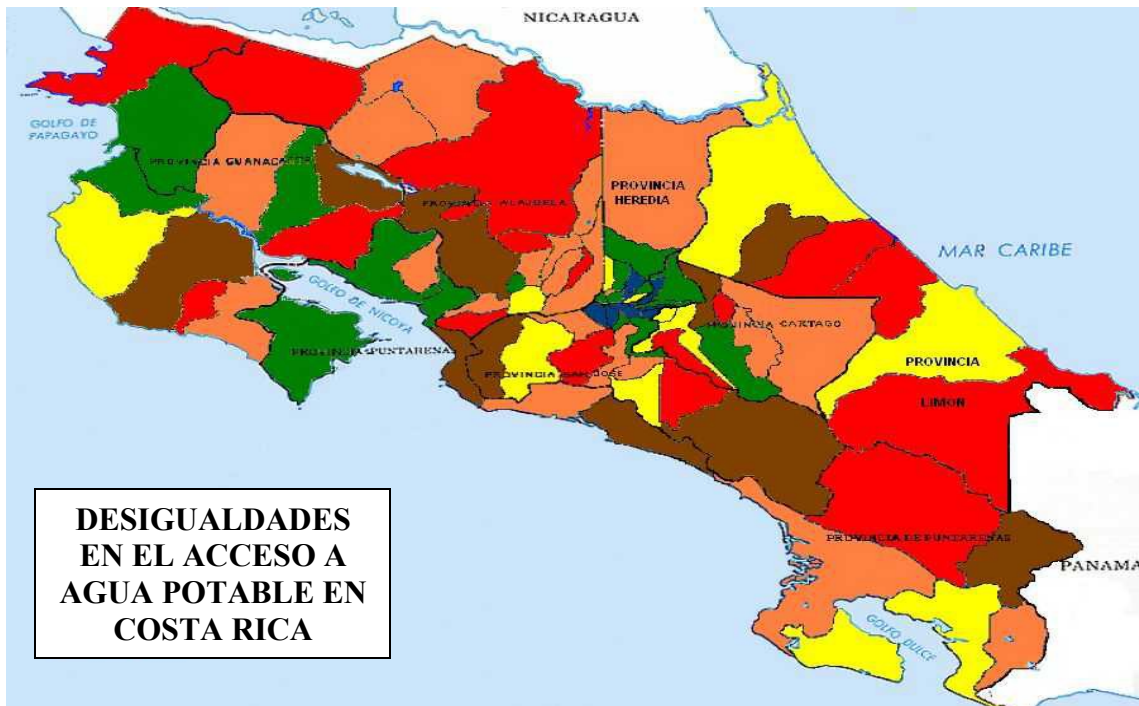 NICARAGUA
GOLFO DE
PAPAGAYO
PROVINCIA GUANACASTE
PROVINCIA
HEREDIA
PROVINCIA ALAJUELA
MAR CARIBE
GOLFO DE NICOYA
PROVINCIA CARTAGO
PROVINCIA PUNTARENAS
PROVINCIA SAN JOSE
PROVINCIA
LIMON
DESIGUALDADES
EN EL ACCESO A
AGUA POTABLE EN
COSTA RICA
PROVINCIA DE PUNTARENAS
PANAMA
GOLFO DULCE